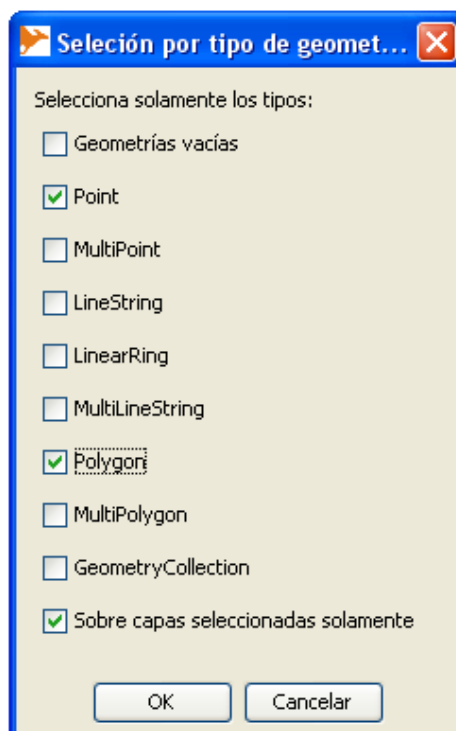 Seleción por tipo de geomet...
Selecciona solamente los tipos:
Geometrías vacías
Point
MultiPoint
LineString
LinearRing
MultiLineString
Polygon
MultiPolygon
GeometryCollection
Sobre capas seleccionadas solamente
OK Cancelar